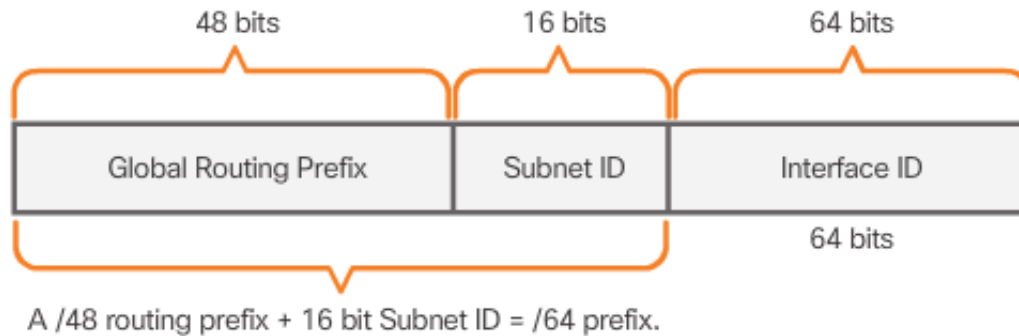 48 bits 16 bits 64 bits
Global Routing Prefix Subnet ID Interface ID
64 bits
A /48 routing prefix + 16 bit Subnet ID = /64 prefix.